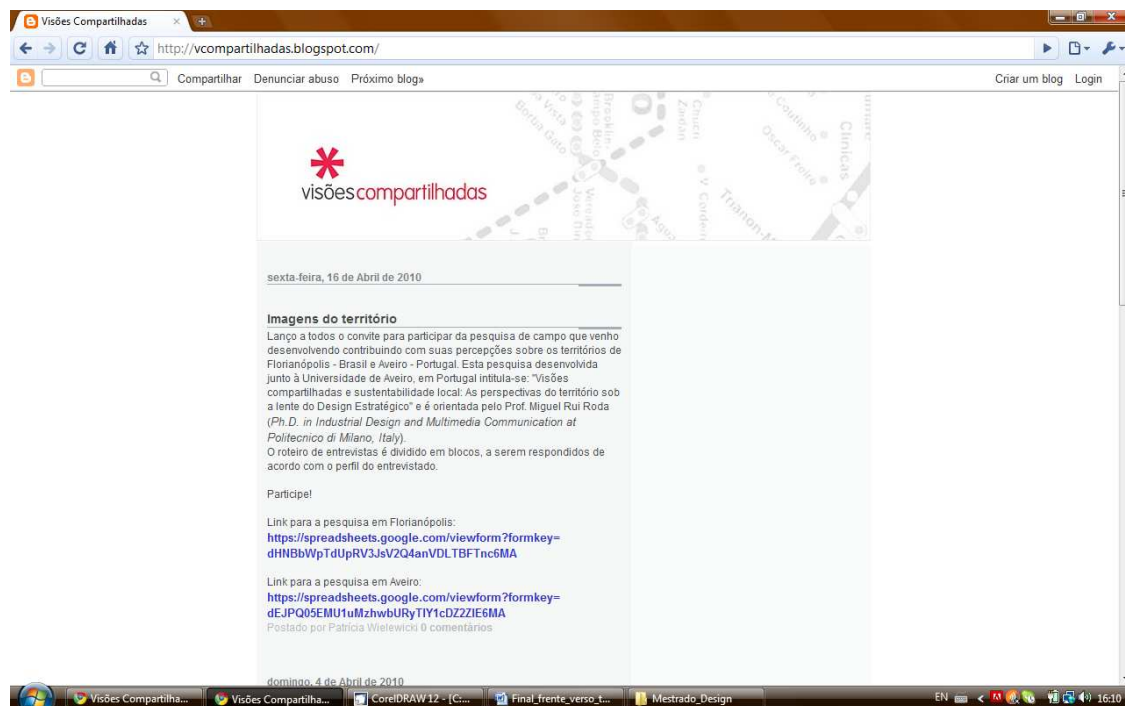 Visões Compartilhadas
http://vcompartilhadas.blogspot.com/
Compartilhar Denunciar abuso Próximo blog» Criar um blog Login
visõescompartilhadas
Borba Gato
Trianon-
Clínicas
Oscar Freire
Coutinho
V Cordeiro
sexta-feira, 16 de Abril de 2010
Imagens do território
Lanço a todos o convite para participar da pesquisa de campo que venho
desenvolvendo contribuindo com suas percepções sobre os territórios de
Florianópolis - Brasil e Aveiro - Portugal. Esta pesquisa desenvolvida
junto à Universidade de Aveiro, em Portugal intitula-se: "Visões
compartilhadas e sustentabilidade local: As perspectivas do território sob
a lente do Design Estratégico" e é orientada pelo Prof. Miguel Rui Roda
(Ph.D. in Industrial Design and Multimedia Communication at
Politecnico di Milano, Italy).
O roteiro de entrevistas é dividido em blocos, a serem respondidos de
acordo com o perfil do entrevistado.
Participe!
Link para a pesquisa em Florianópolis:
https://spreadsheets.google.com/viewform?formkey=
dHNBbWpTdUpRV3JsV2Q4anVDLTBFTnc6MA
Link para a pesquisa em Aveiro:
https://spreadsheets.google.com/viewform?formkey=
dEJPQ05EMU1uMzhwbURyTlY1cDZ2ZlE6MA
Postado por Patrícia Wielewicki 0 comentários
domingo, 4 de Abril de 2010
Visões Compartilha... Visões Compartilha... CorelDRAW 12 - [C:... Final_frente_verso_t... Mestrado_Design EN 16:10